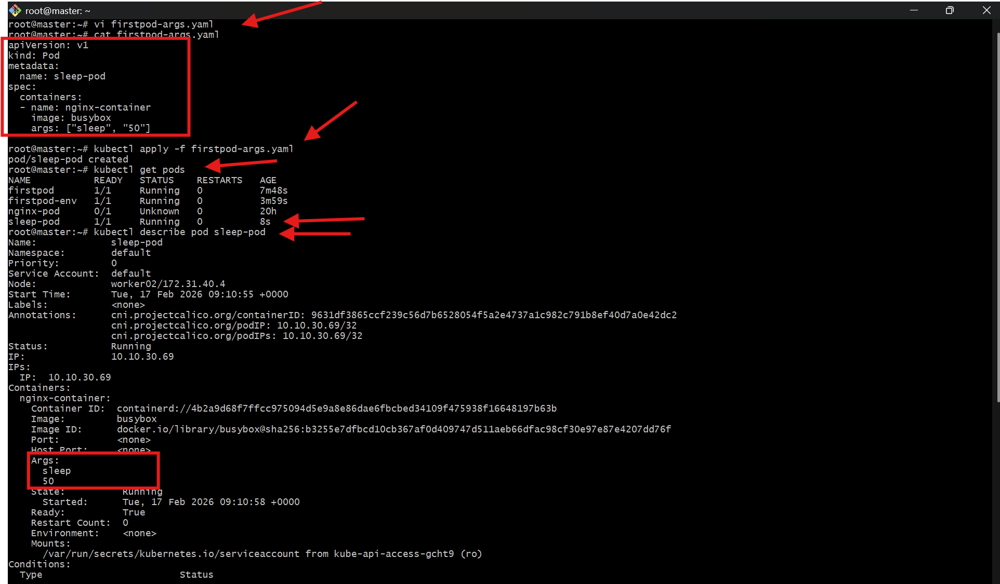 root@master: ~
root@master:~# vi firstpod-args.yaml
root@master:~# cat firstpod-args.yaml
apiVersion: v1
kind: Pod
metadata:
  name: sleep-pod
spec:
  containers:
  - name: nginx-container
    image: busybox
    args: ["sleep", "50"]

root@master:~# kubectl apply -f firstpod-args.yaml
pod/sleep-pod created
root@master:~# kubectl get pods
NAME           READY   STATUS    RESTARTS   AGE
firstpod       1/1     Running   0          7m48s
firstpod-env   1/1     Running   0          3m59s
nginx-pod      0/1     Unknown   0          20h
sleep-pod      1/1     Running   0          8s
root@master:~# kubectl describe pod sleep-pod
Name:             sleep-pod
Namespace:        default
Priority:         0
Service Account:  default
Node:             worker02/172.31.40.4
Start Time:       Tue, 17 Feb 2026 09:10:55 +0000
Labels:           <none>
Annotations:      cni.projectcalico.org/containerID: 9631df3865ccf239c56d7b6528054f5a2e4737a1c982c791b8ef40d7a0e42dc2
                  cni.projectcalico.org/podIP: 10.10.30.69/32
                  cni.projectcalico.org/podIPs: 10.10.30.69/32
Status:           Running
IP:               10.10.30.69
IPs:
  IP:  10.10.30.69
Containers:
  nginx-container:
    Container ID:  containerd://4b2a9d68f7ffcc975094d5e9a8e86dae6fbcbed34109f475938f16648197b63b
    Image:         busybox
    Image ID:      docker.io/library/busybox@sha256:b3255e7dfbcd10cb367af0d409747d511aeb66dfac98cf30e97e87e4207dd76f
    Port:          <none>
    Host Port:     <none>
    Args:
      sleep
      50
    State:          Running
      Started:      Tue, 17 Feb 2026 09:10:58 +0000
    Ready:          True
    Restart Count:  0
    Environment:    <none>
    Mounts:
      /var/run/secrets/kubernetes.io/serviceaccount from kube-api-access-gcht9 (ro)
Conditions:
  Type                        Status